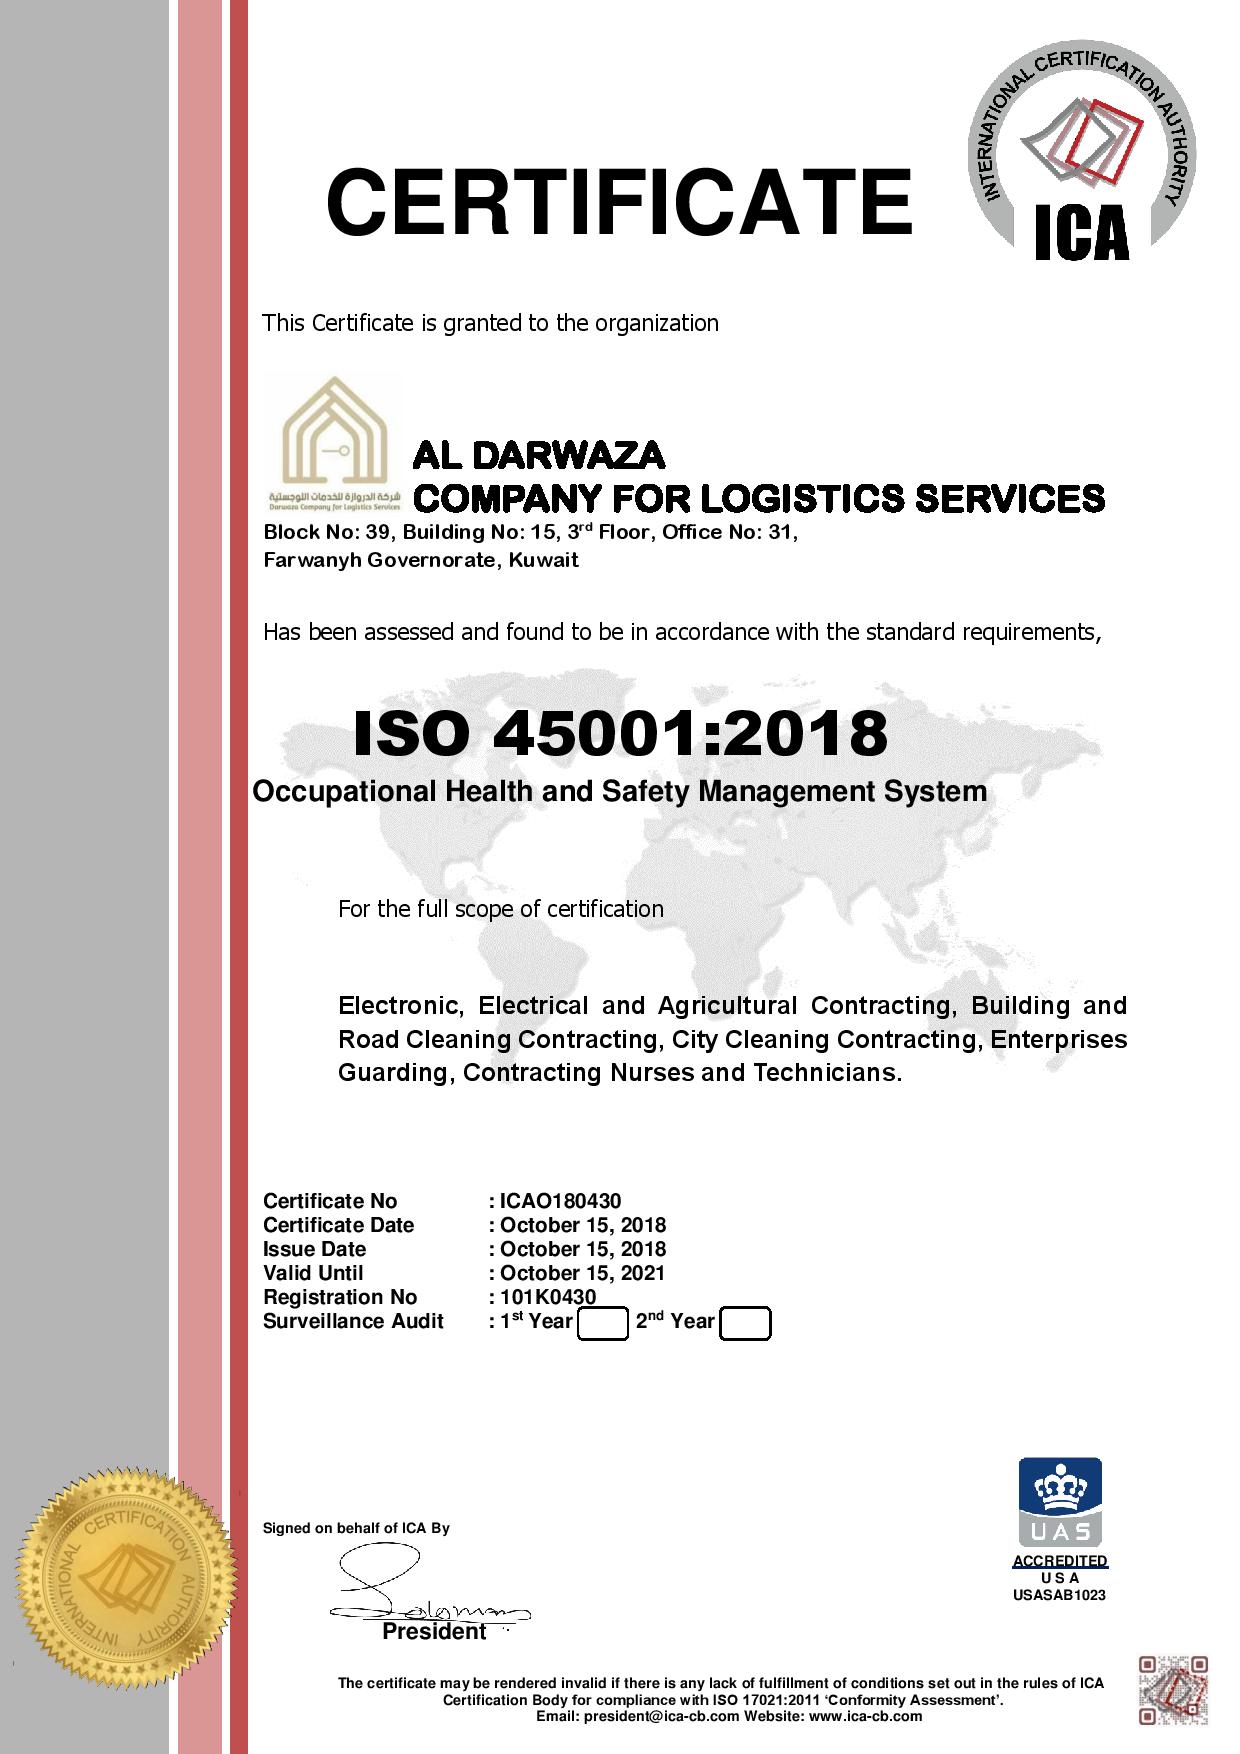 INTERNATIONAL CERTIFICATION AUTHORITY
ICA
CERTIFICATE
This Certificate is granted to the organization
شركة الدروازة للخدمات اللوجستية
Darwaza Company for Logistics Services
AL DARWAZA
COMPANY FOR LOGISTICS SERVICES
Block No: 39, Building No: 15, 3rd Floor, Office No: 31,
Farwanyh Governorate, Kuwait
Has been assessed and found to be in accordance with the standard requirements,
ISO 45001:2018
Occupational Health and Safety Management System
For the full scope of certification
Electronic, Electrical and Agricultural Contracting, Building and
Road Cleaning Contracting, City Cleaning Contracting, Enterprises
Guarding, Contracting Nurses and Technicians.
Certificate No : ICAO180430
Certificate Date : October 15, 2018
Issue Date : October 15, 2018
Valid Until : October 15, 2021
Registration No : 101K0430
Surveillance Audit : 1st Year 2nd Year
INTERNATIONAL CERTIFICATION AUTHORITY
Signed on behalf of ICA By
Solomon
President
UAS
ACCREDITED
U S A
USASAB1023
The certificate may be rendered invalid if there is any lack of fulfillment of conditions set out in the rules of ICA
Certification Body for compliance with ISO 17021:2011 ‘Conformity Assessment’.
Email: president@ica-cb.com Website: www.ica-cb.com